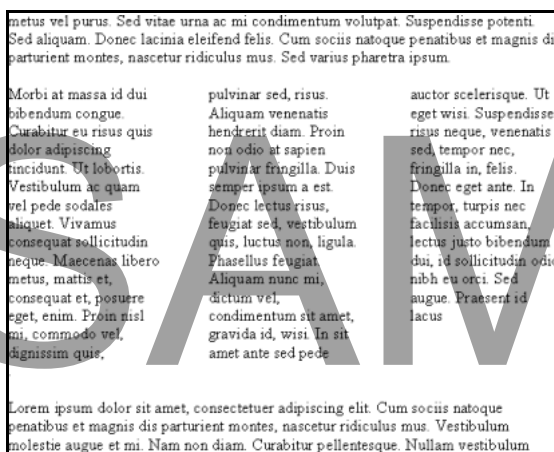 metus vel purus. Sed vitae urna ac mi condimentum volutpat. Suspendisse potenti.
Sed aliquam. Donec lacinia eleifend felis. Cum sociis natoque penatibus et magnis di
parturient montes, nascetur ridiculus mus. Sed varius pharetra ipsum.
Morbi at massa id dui
bibendum congue.
Curabitur eu risus quis
dolor adipiscing
tincidunt. Ut lobortis.
Vestibulum ac quam
vel pede sodales
aliquet. Vivamus
consequat sollicitudin
neque. Maecenas libero
metus, mattis et,
consequat et, posuere
eget, enim. Proin nisl
mi, commodo vel,
dignissim quis,
pulvinar sed, risus.
Aliquam venenatis
hendrerit diam. Proin
non odio at sapien
pulvinar fringilla. Duis
semper ipsum a est.
Donec lectus risus,
feugiat sed, vestibulum
quis, luctus non, ligula.
Phasellus feugiat.
Aliquam nunc mi,
dictum vel,
condimentum sit amet,
gravida id, wisi. In sit
amet ante sed pede
auctor scelerisque. Ut
eget wisi. Suspendisse
risus neque, venenatis
sed, tempor nec,
fringilla in, felis.
Donec eget ante. In
tempor, turpis nec
facilisis accumsan,
lectus justo bibendum
dui, id sollicitudin odio
nibh eu orci. Sed
augue. Praesent id
lacus
SAM
Lorem ipsum dolor sit amet, consectetuer adipiscing elit. Cum sociis natoque
penatibus et magnis dis parturient montes, nascetur ridiculus mus. Vestibulum
molestie augue et mi. Nam non diam. Curabitur pellentesque. Nullam vestibulum